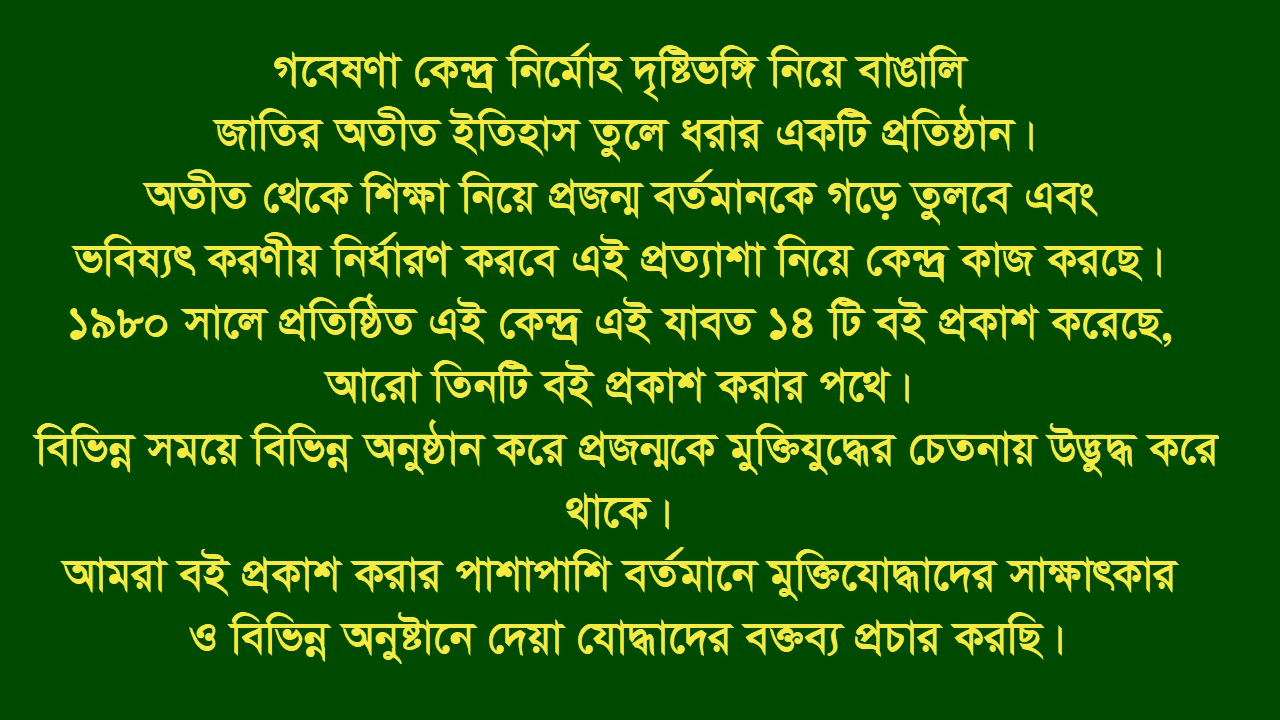 গবেষণা কেন্দ্র নির্মোহ দৃষ্টিভঙ্গি নিয়ে বাঙালি
জাতির অতীত ইতিহাস তুলে ধরার একটি প্রতিষ্ঠান।
অতীত থেকে শিক্ষা নিয়ে প্রজন্ম বর্তমানকে গড়ে তুলবে এবং
ভবিষ্যৎ করণীয় নির্ধারণ করবে এই প্রত্যাশা নিয়ে কেন্দ্র কাজ করছে।
১৯৮০ সালে প্রতিষ্ঠিত এই কেন্দ্র এই যাবত ১৪ টি বই প্রকাশ করেছে,
আরো তিনটি বই প্রকাশ করার পথে।
বিভিন্ন সময়ে বিভিন্ন অনুষ্ঠান করে প্রজন্মকে মুক্তিযুদ্ধের চেতনায় উদ্ভুদ্ধ করে
থাকে।
আমরা বই প্রকাশ করার পাশাপাশি বর্তমানে মুক্তিযোদ্ধাদের সাক্ষাৎকার
ও বিভিন্ন অনুষ্টানে দেয়া যোদ্ধাদের বক্তব্য প্রচার করছি।